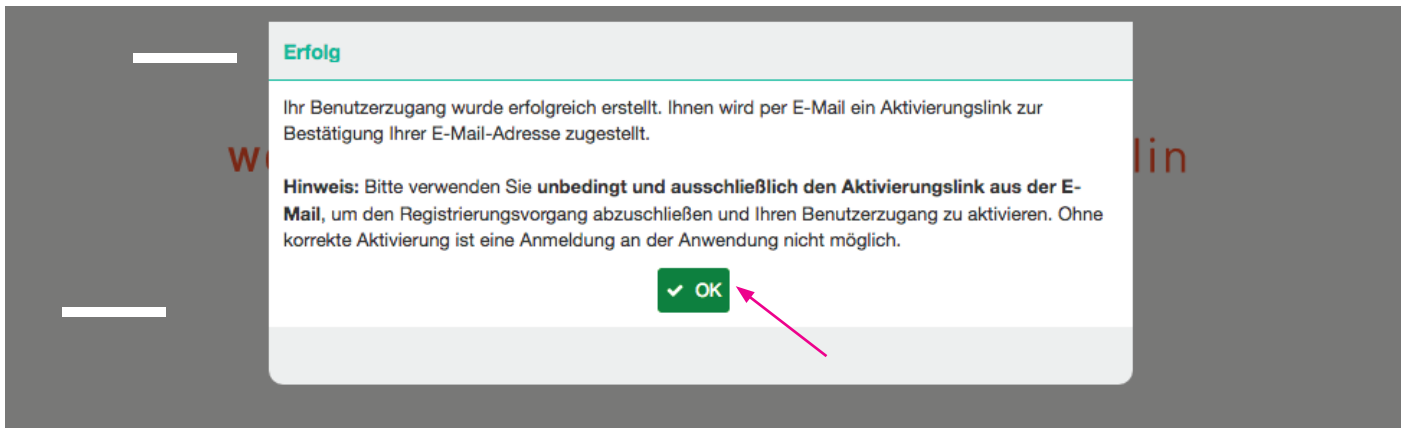 Erfolg
Ihr Benutzerzugang wurde erfolgreich erstellt. Ihnen wird per E-Mail ein Aktivierungslink zur
Bestätigung Ihrer E-Mail-Adresse zugestellt.
Hinweis: Bitte verwenden Sie unbedingt und ausschließlich den Aktivierungslink aus der E-
Mail, um den Registrierungsvorgang abzuschließen und Ihren Benutzerzugang zu aktivieren. Ohne
korrekte Aktivierung ist eine Anmeldung an der Anwendung nicht möglich.
OK